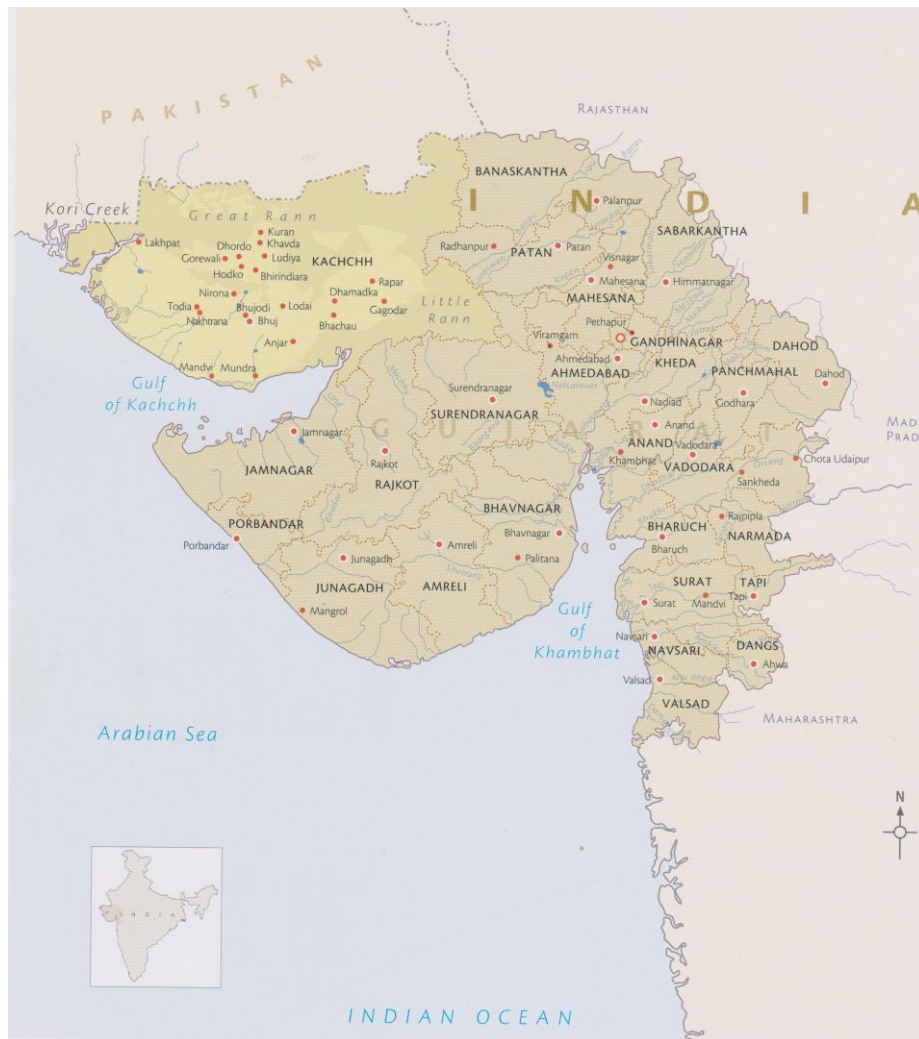 PAKISTAN
RAJASTHAN
BANASKANTHA
INDIA
Kori Creek
Great Rann
Palanpur
Lakhpat
Kuran
Khavda
Dhordo
Gorewali
Ludiya
KACHCHH
Hodko
Bhirindiara
Radhanpur
PATAN
Patan
SABARKANTHA
Visnagar
Mahesana
Himmatnagar
MAHESANA
Nirona
Rapar
Dhamadka
Todia
Bhujodi
Lodai
Gagodar
Little
Rann
Nakhtrana
Bhuj
Bhachau
Anjar
Pethapur
Viramgam
GANDHINAGAR
Ahmedabad
AHMEDABAD
KHEDA
PANCHMAHAL
DAHOD
Dahod
Mandvi
Mundra
Gulf
of Kachchh
Surendranagar
SURENDRANAGAR
Nadiad
Godhara
GUJARAT
Jamnagar
JAMNAGAR
Rajkot
RAJKOT
Anand
ANAND
Vadodara
Khambhat
VADODARA
Chota Udaipur
Sankheda
BHAVNAGAR
PORBANDAR
Porbandar
Bhavnagar
Rajpipla
BHARUCH
NARMADA
Bharuch
Junagadh
Amreli
Palitana
Shetrunji
JUNAGADH
AMRELI
Mangrol
Gulf
of
Khambhat
Tapi
SURAT
TAPI
Surat
Mandvi
Tapi
Navsari
NAVSARI
DANGS
Ahwa
Valsad
VALSAD
MAHARASHTRA
Arabian Sea
N
INDIA
INDIAN OCEAN